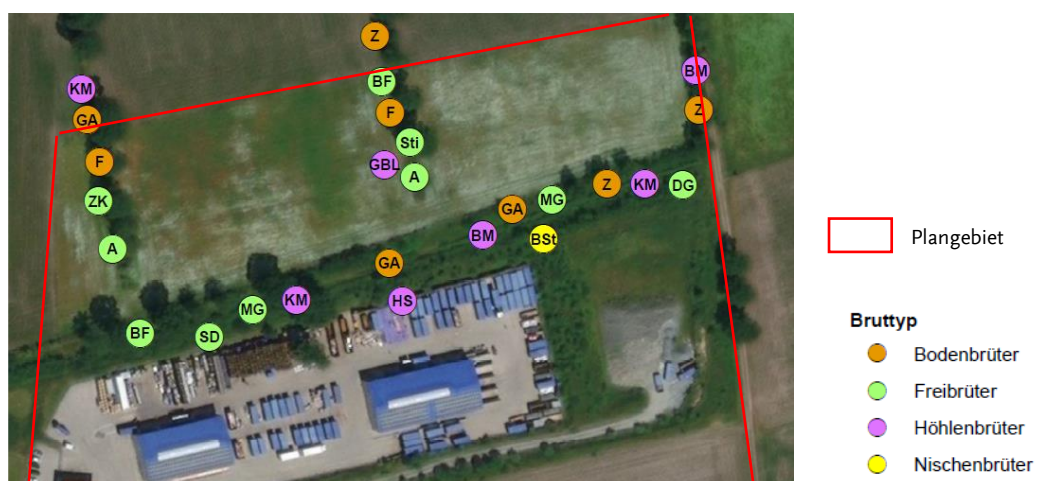 Z
KM
BF
BM
GA
F
Z
F
Sti
GBL
A
ZK
MG
Z
KM
DG
GA
A
BM
BSt
GA
BF
SD
MG
KM
HS
Plangebiet
Bruttyp
Bodenbrüter
Freibrüter
Höhlenbrüter
Nischenbrüter